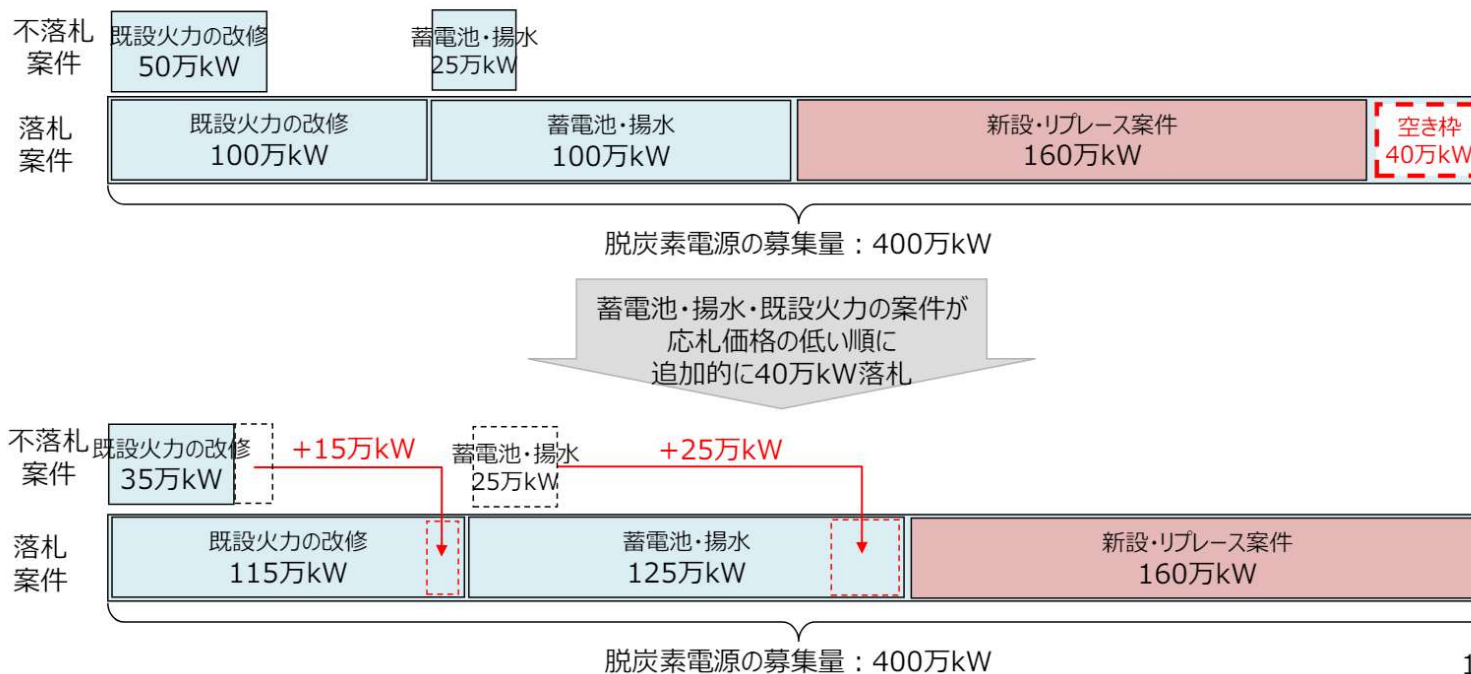 不落札
案件
既設火力の改修
50万kW
蓄電池・揚水
25万kW
落札
案件
既設火力の改修
100万kW
蓄電池・揚水
100万kW
新設・リプレース案件
160万kW
空き枠
40万kW
脱炭素電源の募集量：400万kW
蓄電池・揚水・既設火力の案件が
応札価格の低い順に
追加的に40万kW落札
不落札
案件
既設火力の改修
35万kW
+15万kW
蓄電池・揚水
25万kW
+25万kW
落札
案件
既設火力の改修
115万kW
蓄電池・揚水
125万kW
新設・リプレース案件
160万kW
脱炭素電源の募集量：400万kW
1